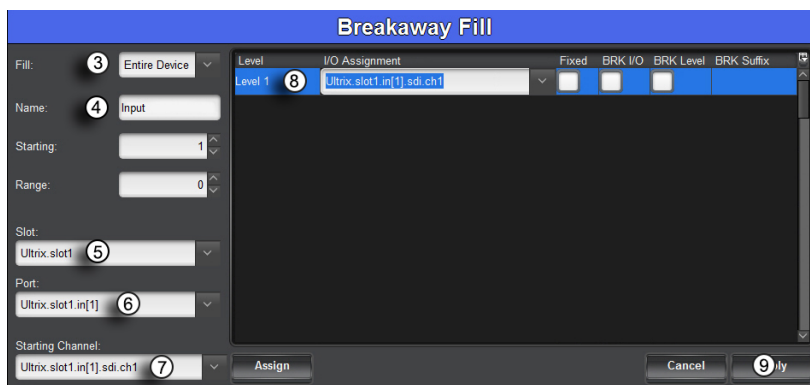 Breakaway Fill
Fill: 3 Entire Device
Name: 4 Input
Starting: 1
Range: 0
Slot:
Ultrix.slot1 5
Port:
Ultrix.slot1.in[1] 6
Starting Channel:
Ultrix.slot1.in[1].sdi.ch1 7
Level I/O Assignment Fixed BRK I/O BRK Level BRK Suffix
Level 1 8 Ultrix.slot1.in[1].sdi.ch1
Assign Cancel 9 ply